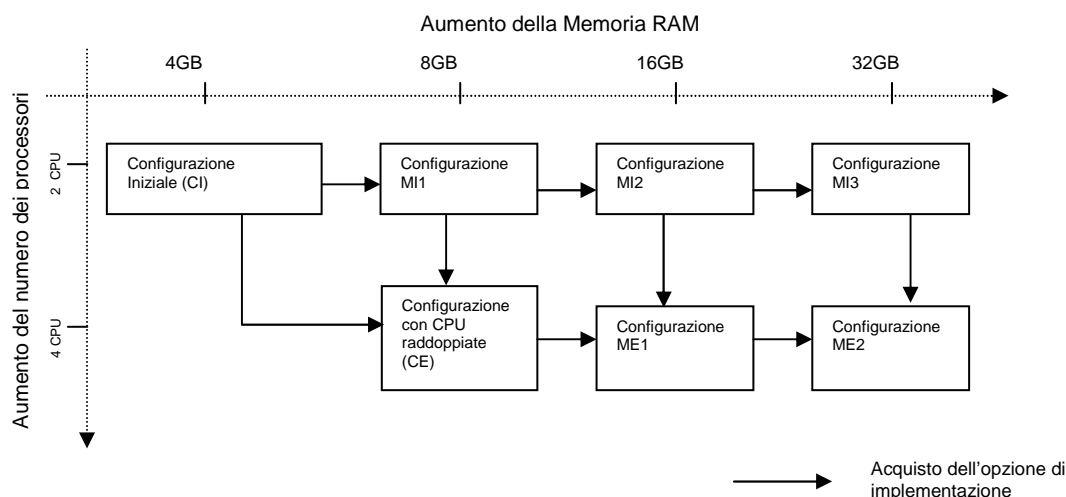 Aumento della Memoria RAM
4GB
8GB
16GB
32GB
Aumento del numero dei processori
2 CPU
4 CPU
Configurazione
Iniziale (CI)
Configurazione
MI1
Configurazione
MI2
Configurazione
MI3
Configurazione
con CPU
raddoppiate
(CE)
Configurazione
ME1
Configurazione
ME2
Acquisto dell'opzione di
implementazione